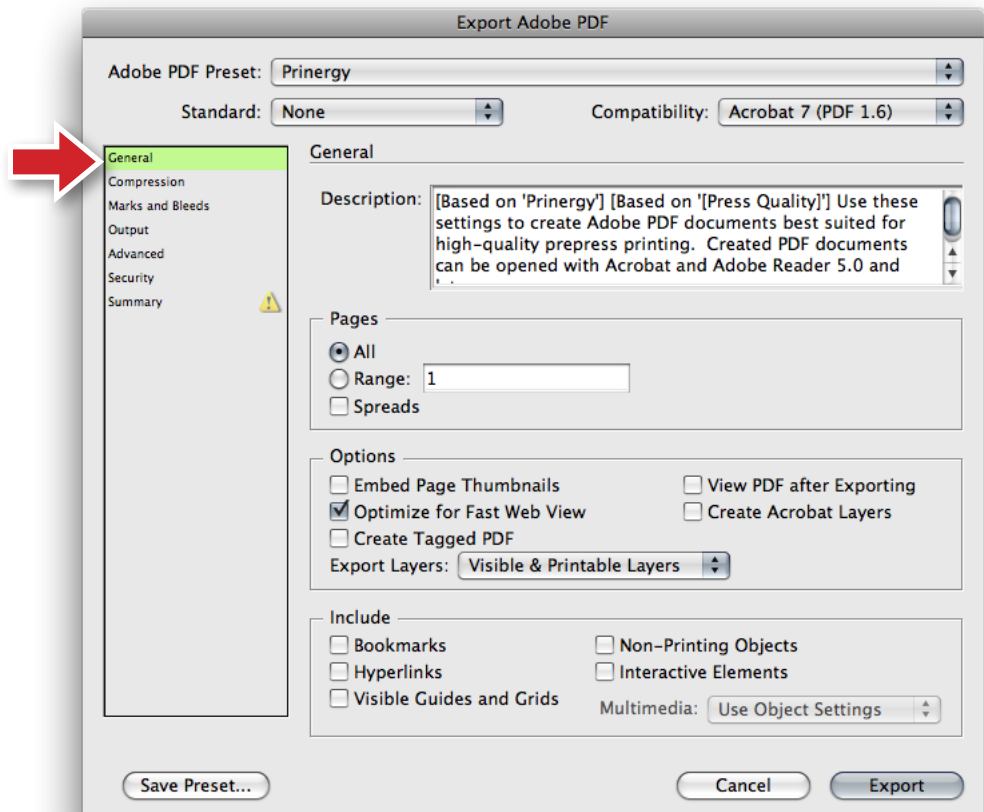 Export Adobe PDF
Adobe PDF Preset: Prinergy
Standard: None Compatibility: Acrobat 7 (PDF 1.6)
General
Compression
Marks and Bleeds
Output
Advanced
Security
Summary
General
Description: [Based on 'Prinergy'] [Based on '[Press Quality]'] Use these
settings to create Adobe PDF documents best suited for
high-quality prepress printing. Created PDF documents
can be opened with Acrobat and Adobe Reader 5.0 and
Pages
All
Range: 1
Spreads
Options
Embed Page Thumbnails View PDF after Exporting
Optimize for Fast Web View Create Acrobat Layers
Create Tagged PDF
Export Layers: Visible & Printable Layers
Include
Bookmarks Non-Printing Objects
Hyperlinks Interactive Elements
Visible Guides and Grids Multimedia: Use Object Settings
Save Preset... Cancel Export